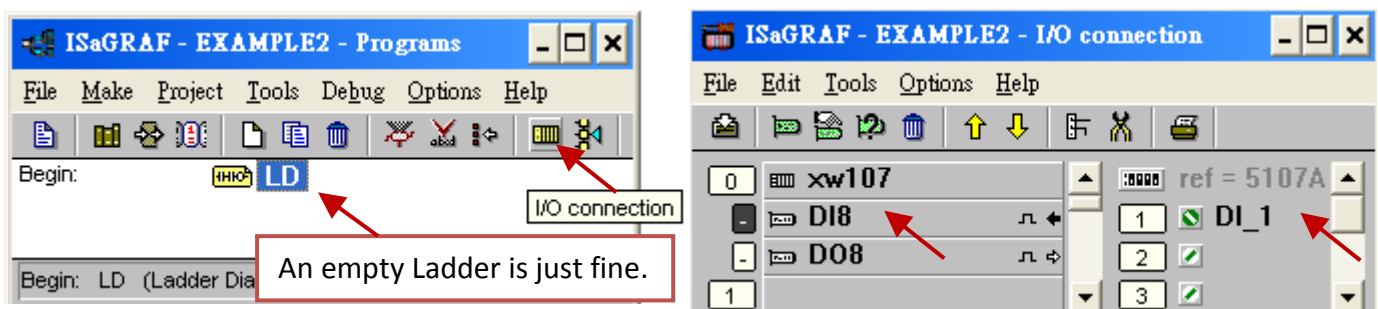 ISaGRAF - EXAMPLE2 - Programs
File Make Project Tools Debug Options Help
Begin: LD
I/O connection
An empty Ladder is just fine.
Begin: LD (Ladder Dia
ISaGRAF - EXAMPLE2 - I/O connection
File Edit Tools Options Help
0 xw107
DI8
DO8
1
ref = 5107A
1 DI_1
2
3